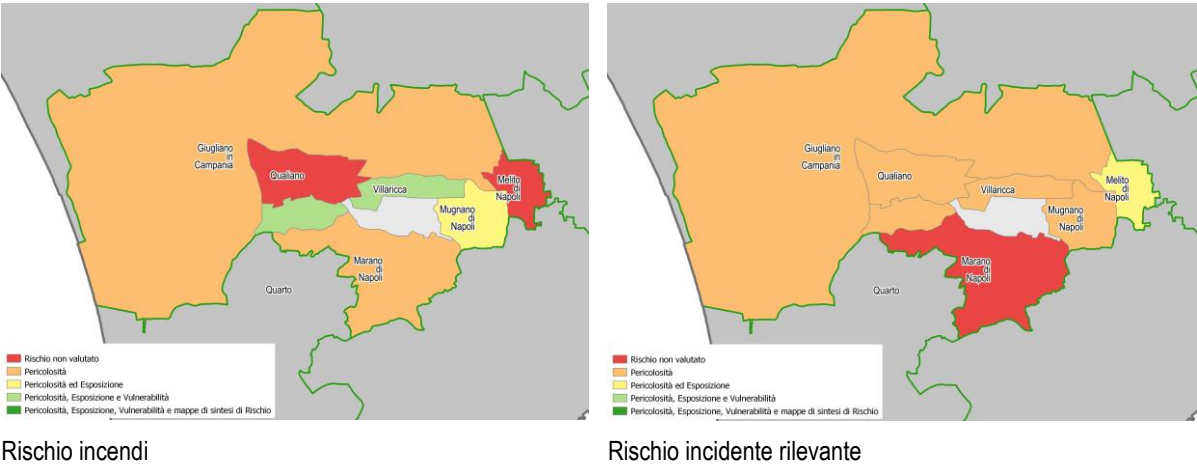 Giugliano
in
Campania
Qualiano
Villaricca
Melito
di
Napoli
Mugnano
di
Napoli
Marano
di
Napoli
Quarto
Rischio non valutato
Pericolosità
Pericolosità ed Esposizione
Pericolosità, Esposizione e Vulnerabilità
Pericolosità, Esposizione, Vulnerabilità e mappe di sintesi di Rischio
Rischio incendi
Giugliano
in
Campania
Qualiano
Villaricca
Melito
di
Napoli
Mugnano
di
Napoli
Marano
di
Napoli
Quarto
Rischio non valutato
Pericolosità
Pericolosità ed Esposizione
Pericolosità, Esposizione e Vulnerabilità
Pericolosità, Esposizione, Vulnerabilità e mappe di sintesi di Rischio
Rischio incidente rilevante